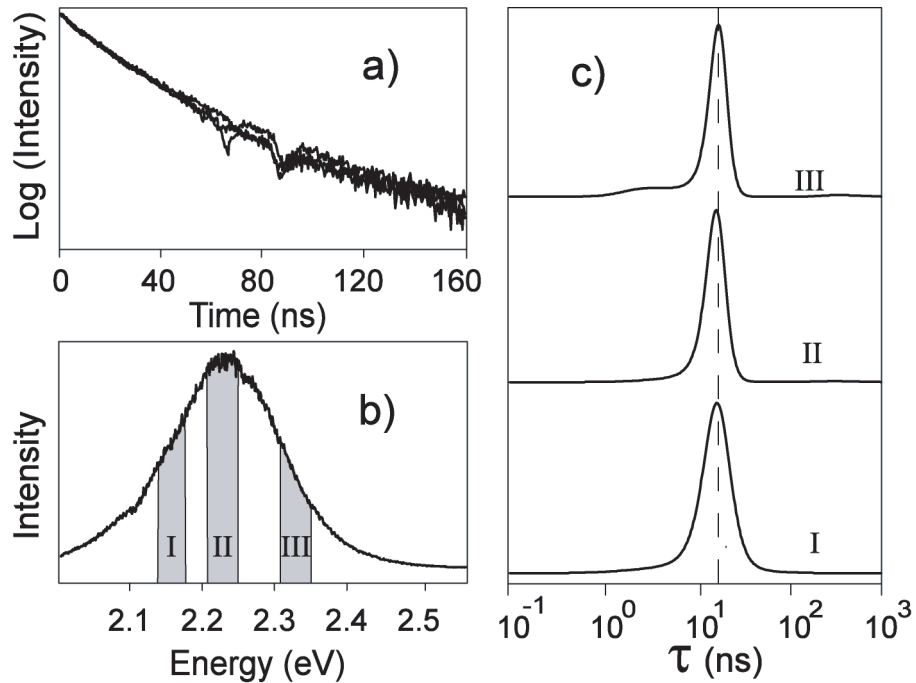 a)
Log (Intensity)
0 40 80 120 160
Time (ns)
b)
Intensity
I II III
2.1 2.2 2.3 2.4 2.5
Energy (eV)
c)
III
II
I
10^-1 10^0 10^1 10^2 10^3
τ (ns)